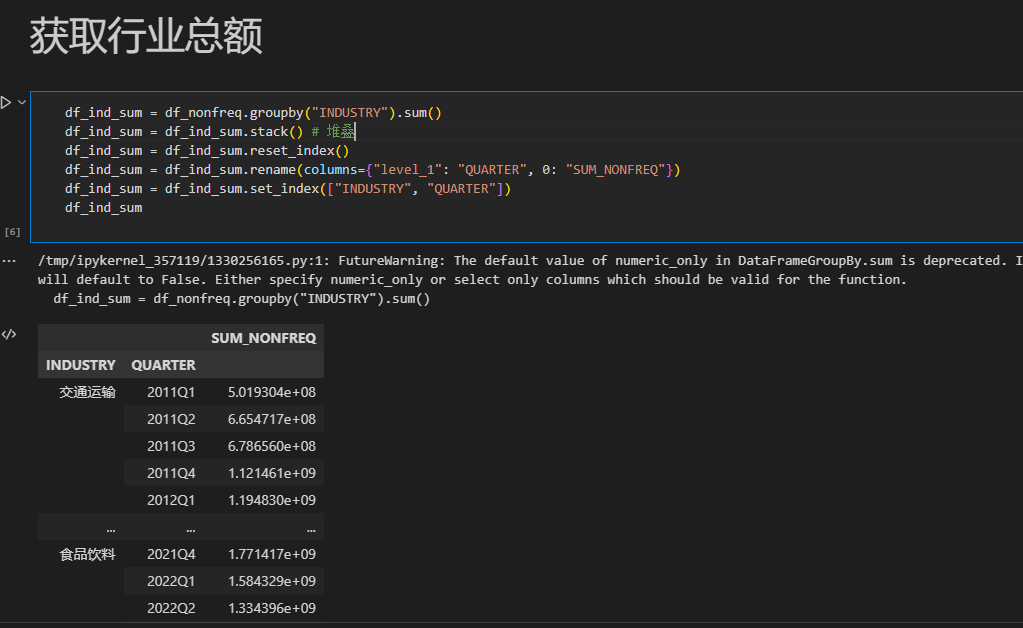 获取行业总额
df_ind_sum = df_nonfreq.groupby("INDUSTRY").sum()
df_ind_sum = df_ind_sum.stack() # 堆叠
df_ind_sum = df_ind_sum.reset_index()
df_ind_sum = df_ind_sum.rename(columns={"level_1": "QUARTER", 0: "SUM_NONFREQ"})
df_ind_sum = df_ind_sum.set_index(["INDUSTRY", "QUARTER"])
df_ind_sum
[6]
... /tmp/ipykernel_357119/1330256165.py:1: FutureWarning: The default value of numeric_only in DataFrameGroupBy.sum is deprecated. I
will default to False. Either specify numeric_only or select only columns which should be valid for the function.
df_ind_sum = df_nonfreq.groupby("INDUSTRY").sum()
</> SUM_NONFREQ
INDUSTRY QUARTER
交通运输 2011Q1 5.019304e+08
2011Q2 6.654717e+08
2011Q3 6.786560e+08
2011Q4 1.121461e+09
2012Q1 1.194830e+09
... ... ...
食品饮料 2021Q4 1.771417e+09
2022Q1 1.584329e+09
2022Q2 1.334396e+09